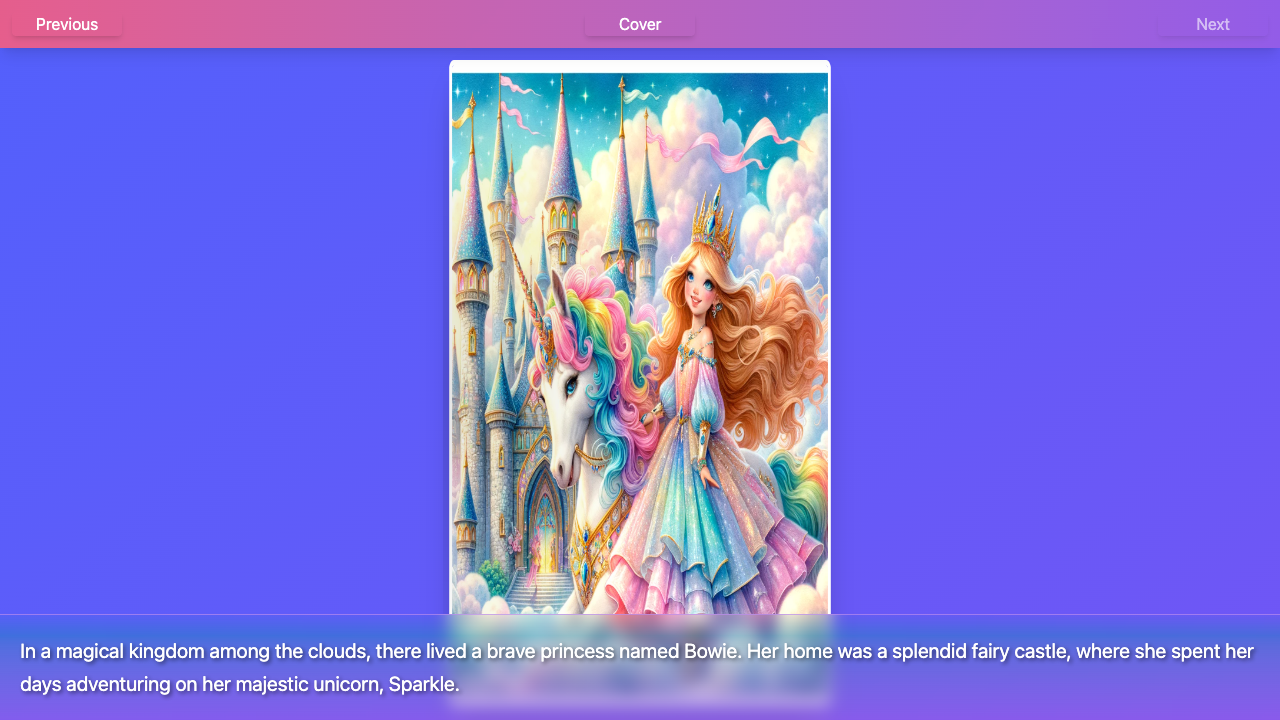 Previous
Cover
Next
In a magical kingdom among the clouds, there lived a brave princess named Bowie. Her home was a splendid fairy castle, where she spent her
days adventuring on her majestic unicorn, Sparkle.